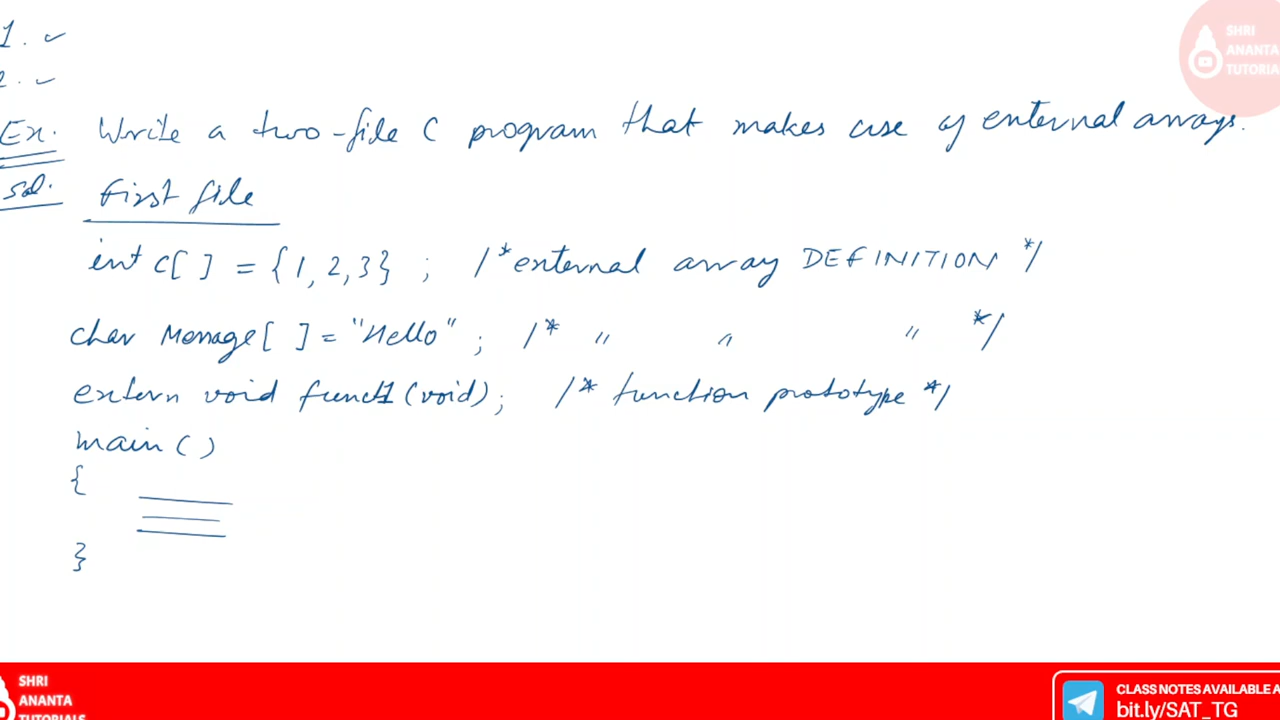 1. ✓
2. ✓
SHRI
ANANTA
TUTORIA
Ex. Write a two-file C program that makes use of external arrays.
Sol. First file
int c[ ] = {1, 2, 3} ; /* external array DEFINITION */
char message[ ] = "Hello" ; /* " " " */
extern void func1(void); /* function prototype */
main ( )
{
}
SHRI
ANANTA
TUTORIALS
CLASS NOTES AVAILABLE A
bit.ly/SAT_TG